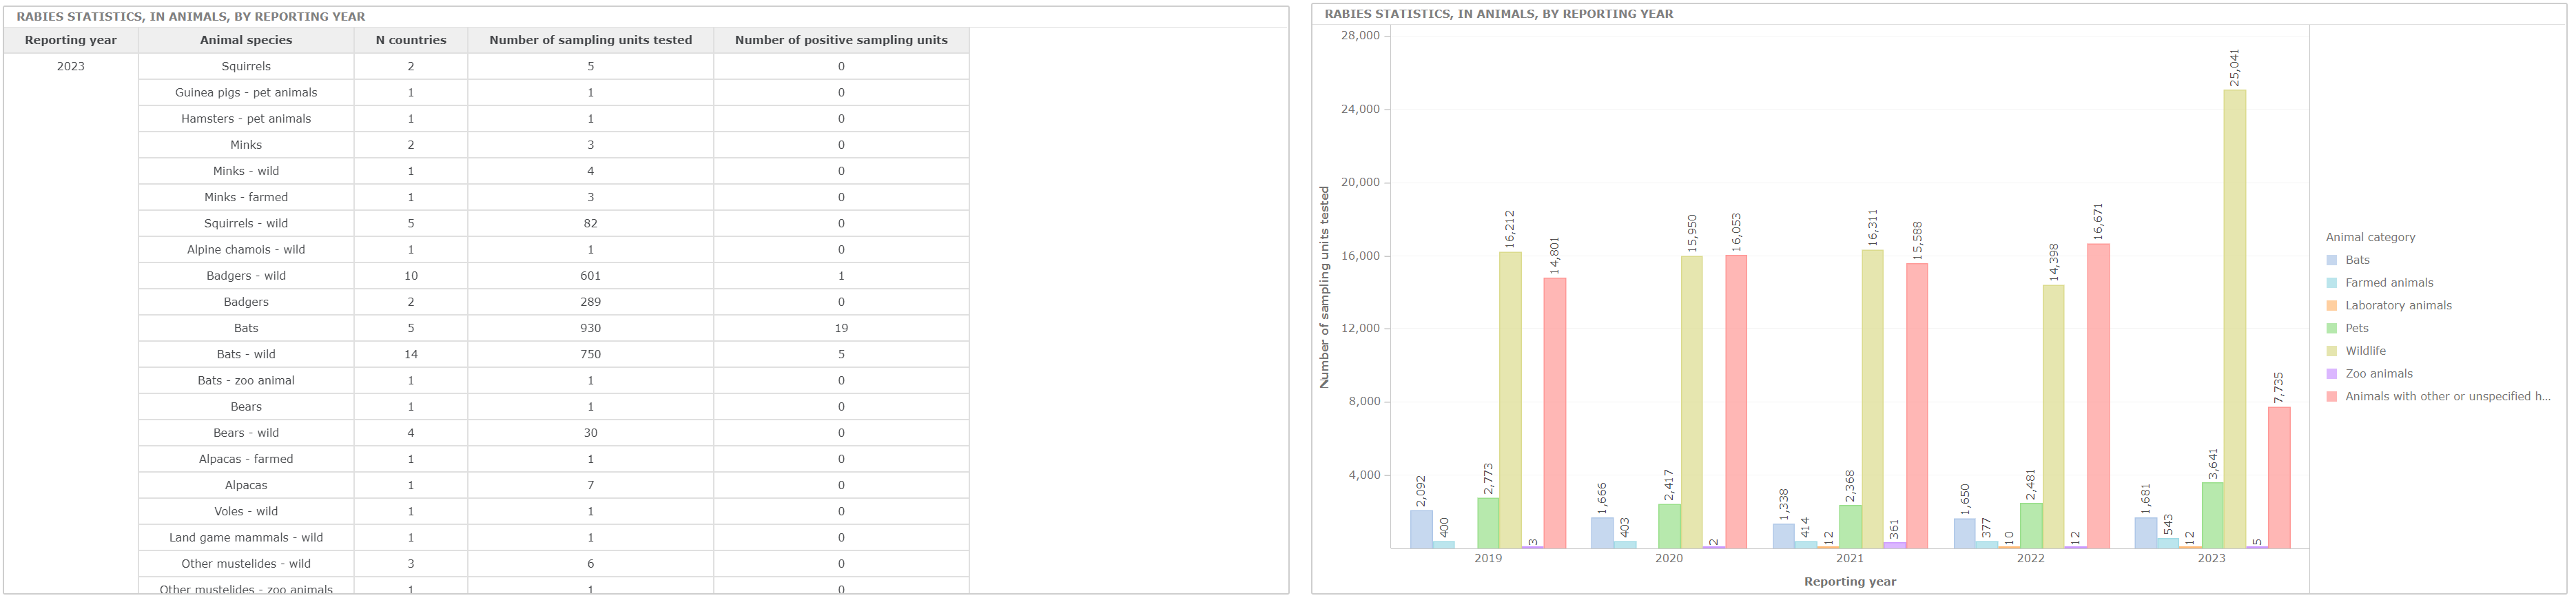 RABIES STATISTICS, IN ANIMALS, BY REPORTING YEAR
Reporting year Animal species N countries Number of sampling units tested Number of positive sampling units
2023 Squirrels 2 5 0
Guinea pigs - pet animals 1 1 0
Hamsters - pet animals 1 1 0
Minks 2 3 0
Minks - wild 1 4 0
Minks - farmed 1 3 0
Squirrels - wild 5 82 0
Alpine chamois - wild 1 1 0
Badgers - wild 10 601 1
Badgers 2 289 0
Bats 5 930 19
Bats - wild 14 750 5
Bats - zoo animal 1 1 0
Bears 1 1 0
Bears - wild 4 30 0
Alpacas - farmed 1 1 0
Alpacas 1 7 0
Voles - wild 1 1 0
Land game mammals - wild 1 1 0
Other mustelides - wild 3 6 0
Other mustelides - zoo animals 1 1 0
RABIES STATISTICS, IN ANIMALS, BY REPORTING YEAR
Number of sampling units tested
28,000
24,000
20,000
16,000
12,000
8,000
4,000
2,092 400 2,773 16,212 3 14,801
1,666 403 2,417 15,950 2 16,053
1,338 414 12 2,368 16,311 361 15,588
1,650 377 10 2,481 14,398 12 16,671
1,681 543 12 3,641 25,041 5 7,735
2019 2020 2021 2022 2023
Reporting year
Animal category
Bats
Farmed animals
Laboratory animals
Pets
Wildlife
Zoo animals
Animals with other or unspecified h...